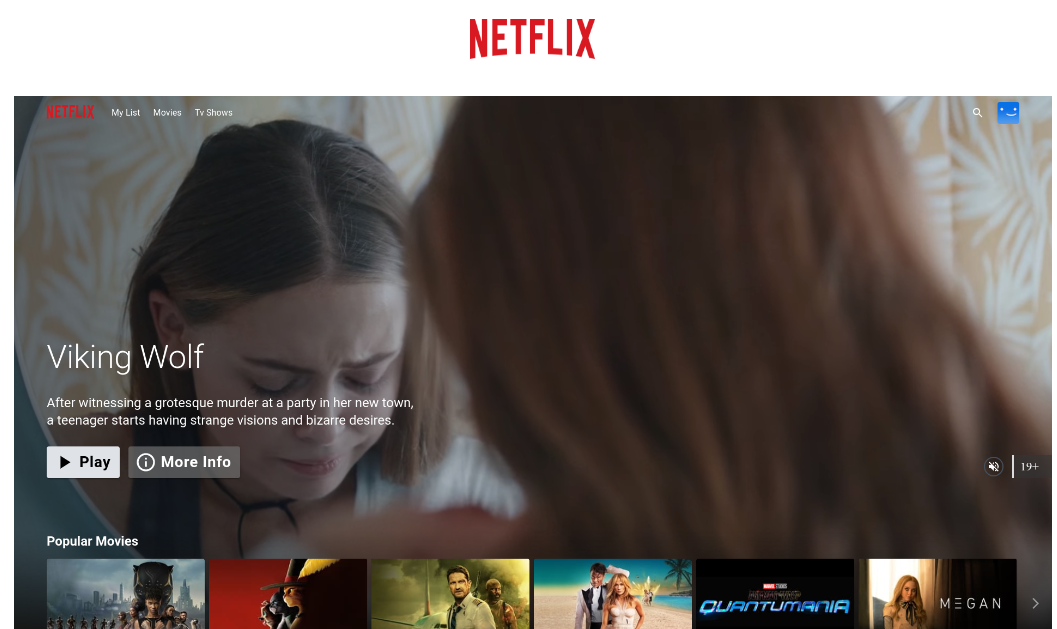 NETFLIX
NETFLIX My List Movies Tv Shows
Viking Wolf
After witnessing a grotesque murder at a party in her new town,
a teenager starts having strange visions and bizarre desires.
Play More Info
19+
Popular Movies
MARVEL STUDIOS
QUANTUMANIA
MEGAN